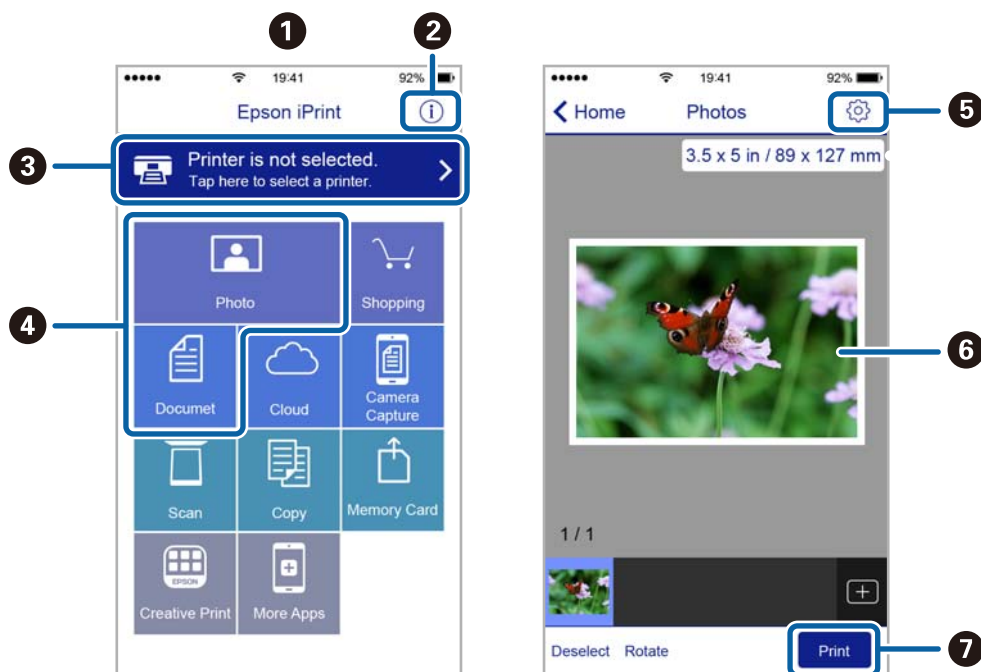 1
2
19:41
92%
Epson iPrint
i
3
Printer is not selected.
Tap here to select a printer.
4
Photo
Shopping
Documet
Cloud
Camera
Capture
Scan
Copy
Memory Card
EPSON
Creative Print
More Apps
19:41
92%
Home
Photos
5
3.5 x 5 in / 89 x 127 mm
6
1 / 1
Deselect
Rotate
Print
7